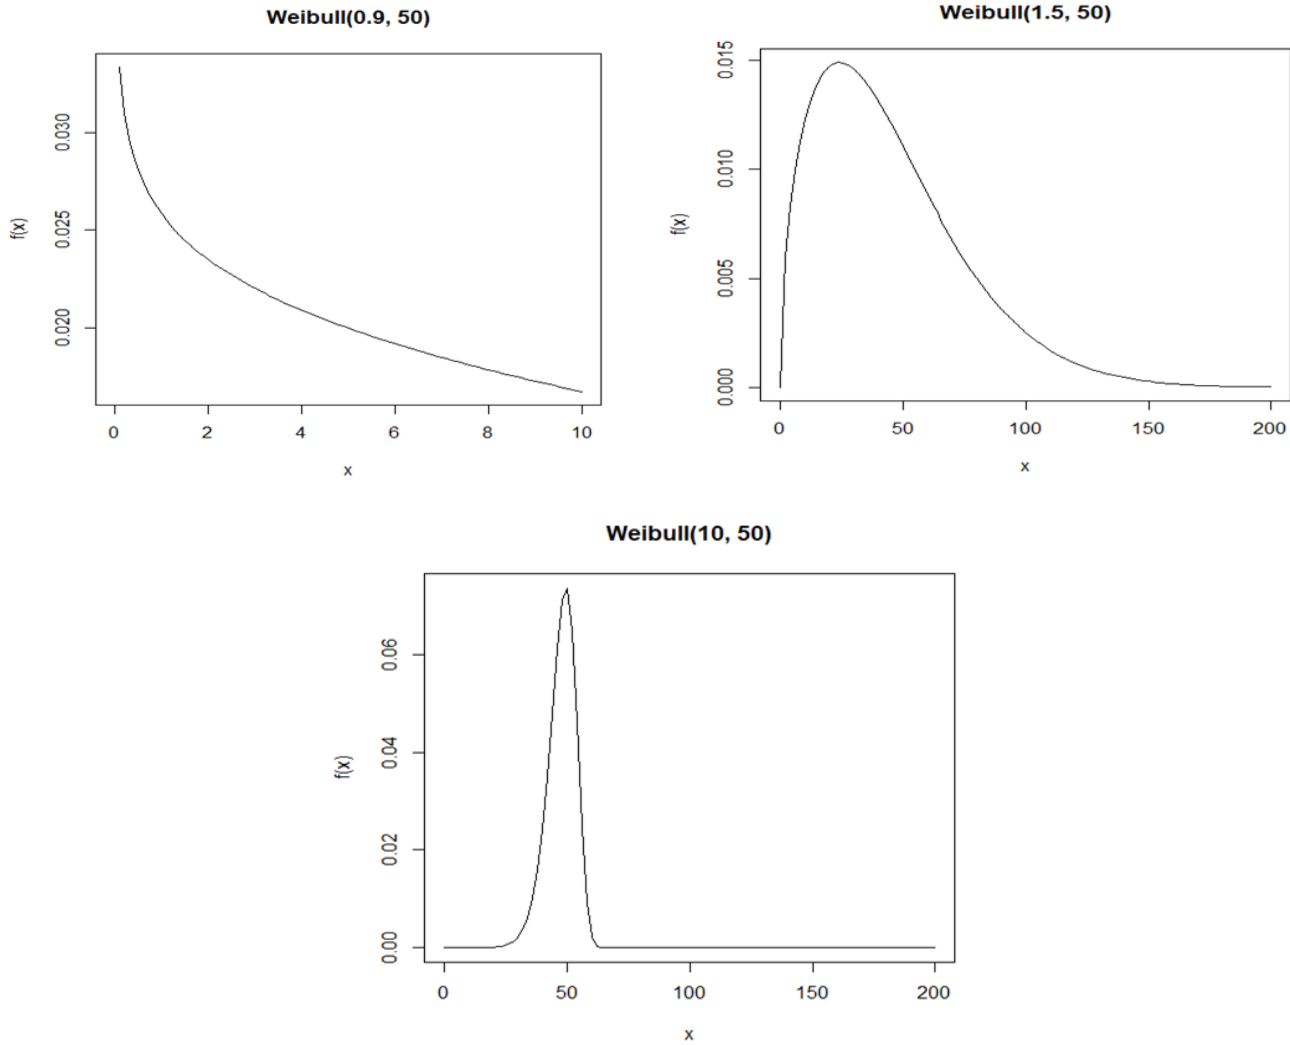 Weibull(0.9, 50)
f(x)
0.030
0.025
0.020
0 2 4 6 8 10
x
Weibull(1.5, 50)
f(x)
0.015
0.010
0.005
0.000
0 50 100 150 200
x
Weibull(10, 50)
f(x)
0.06
0.04
0.02
0.00
0 50 100 150 200
x